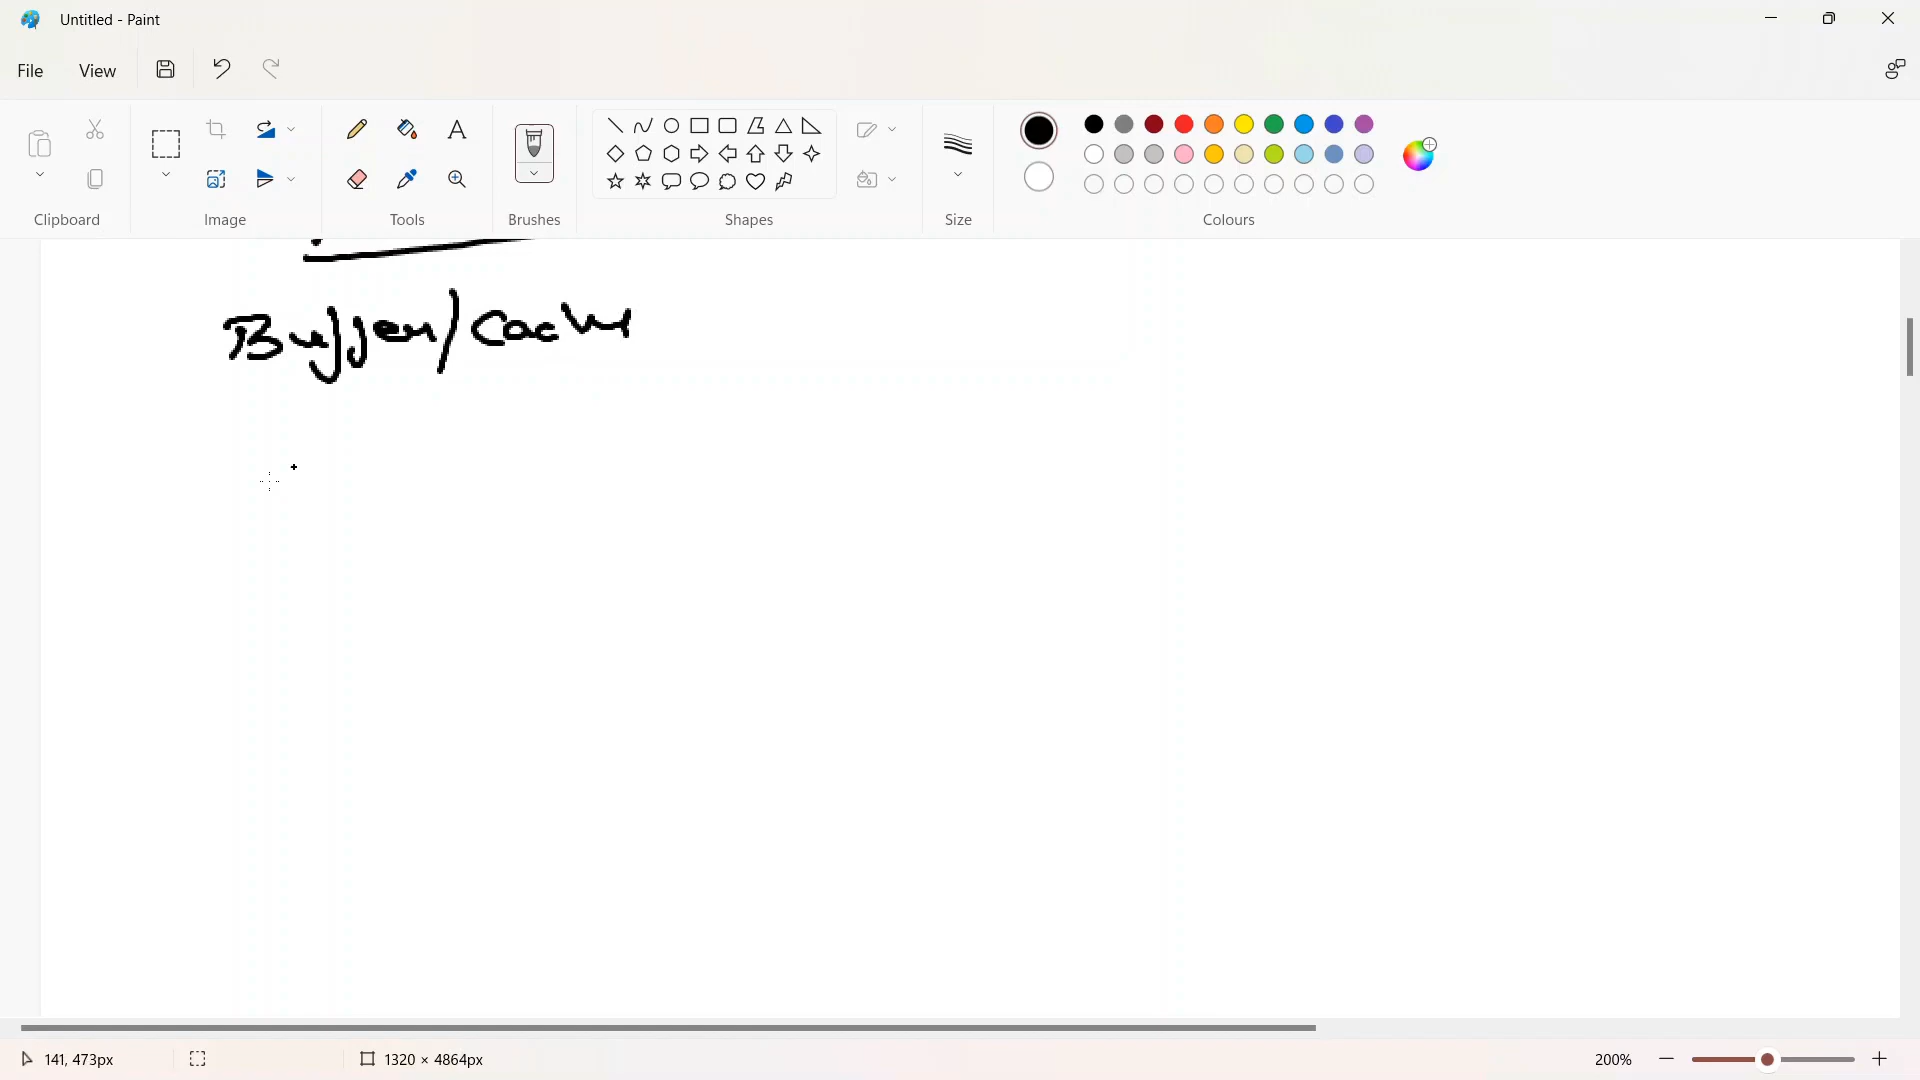 Untitled - Paint
File View
Clipboard Image Tools Brushes Shapes Size Colours
Buffer/Cache
141, 473px 1320 × 4864px 200%